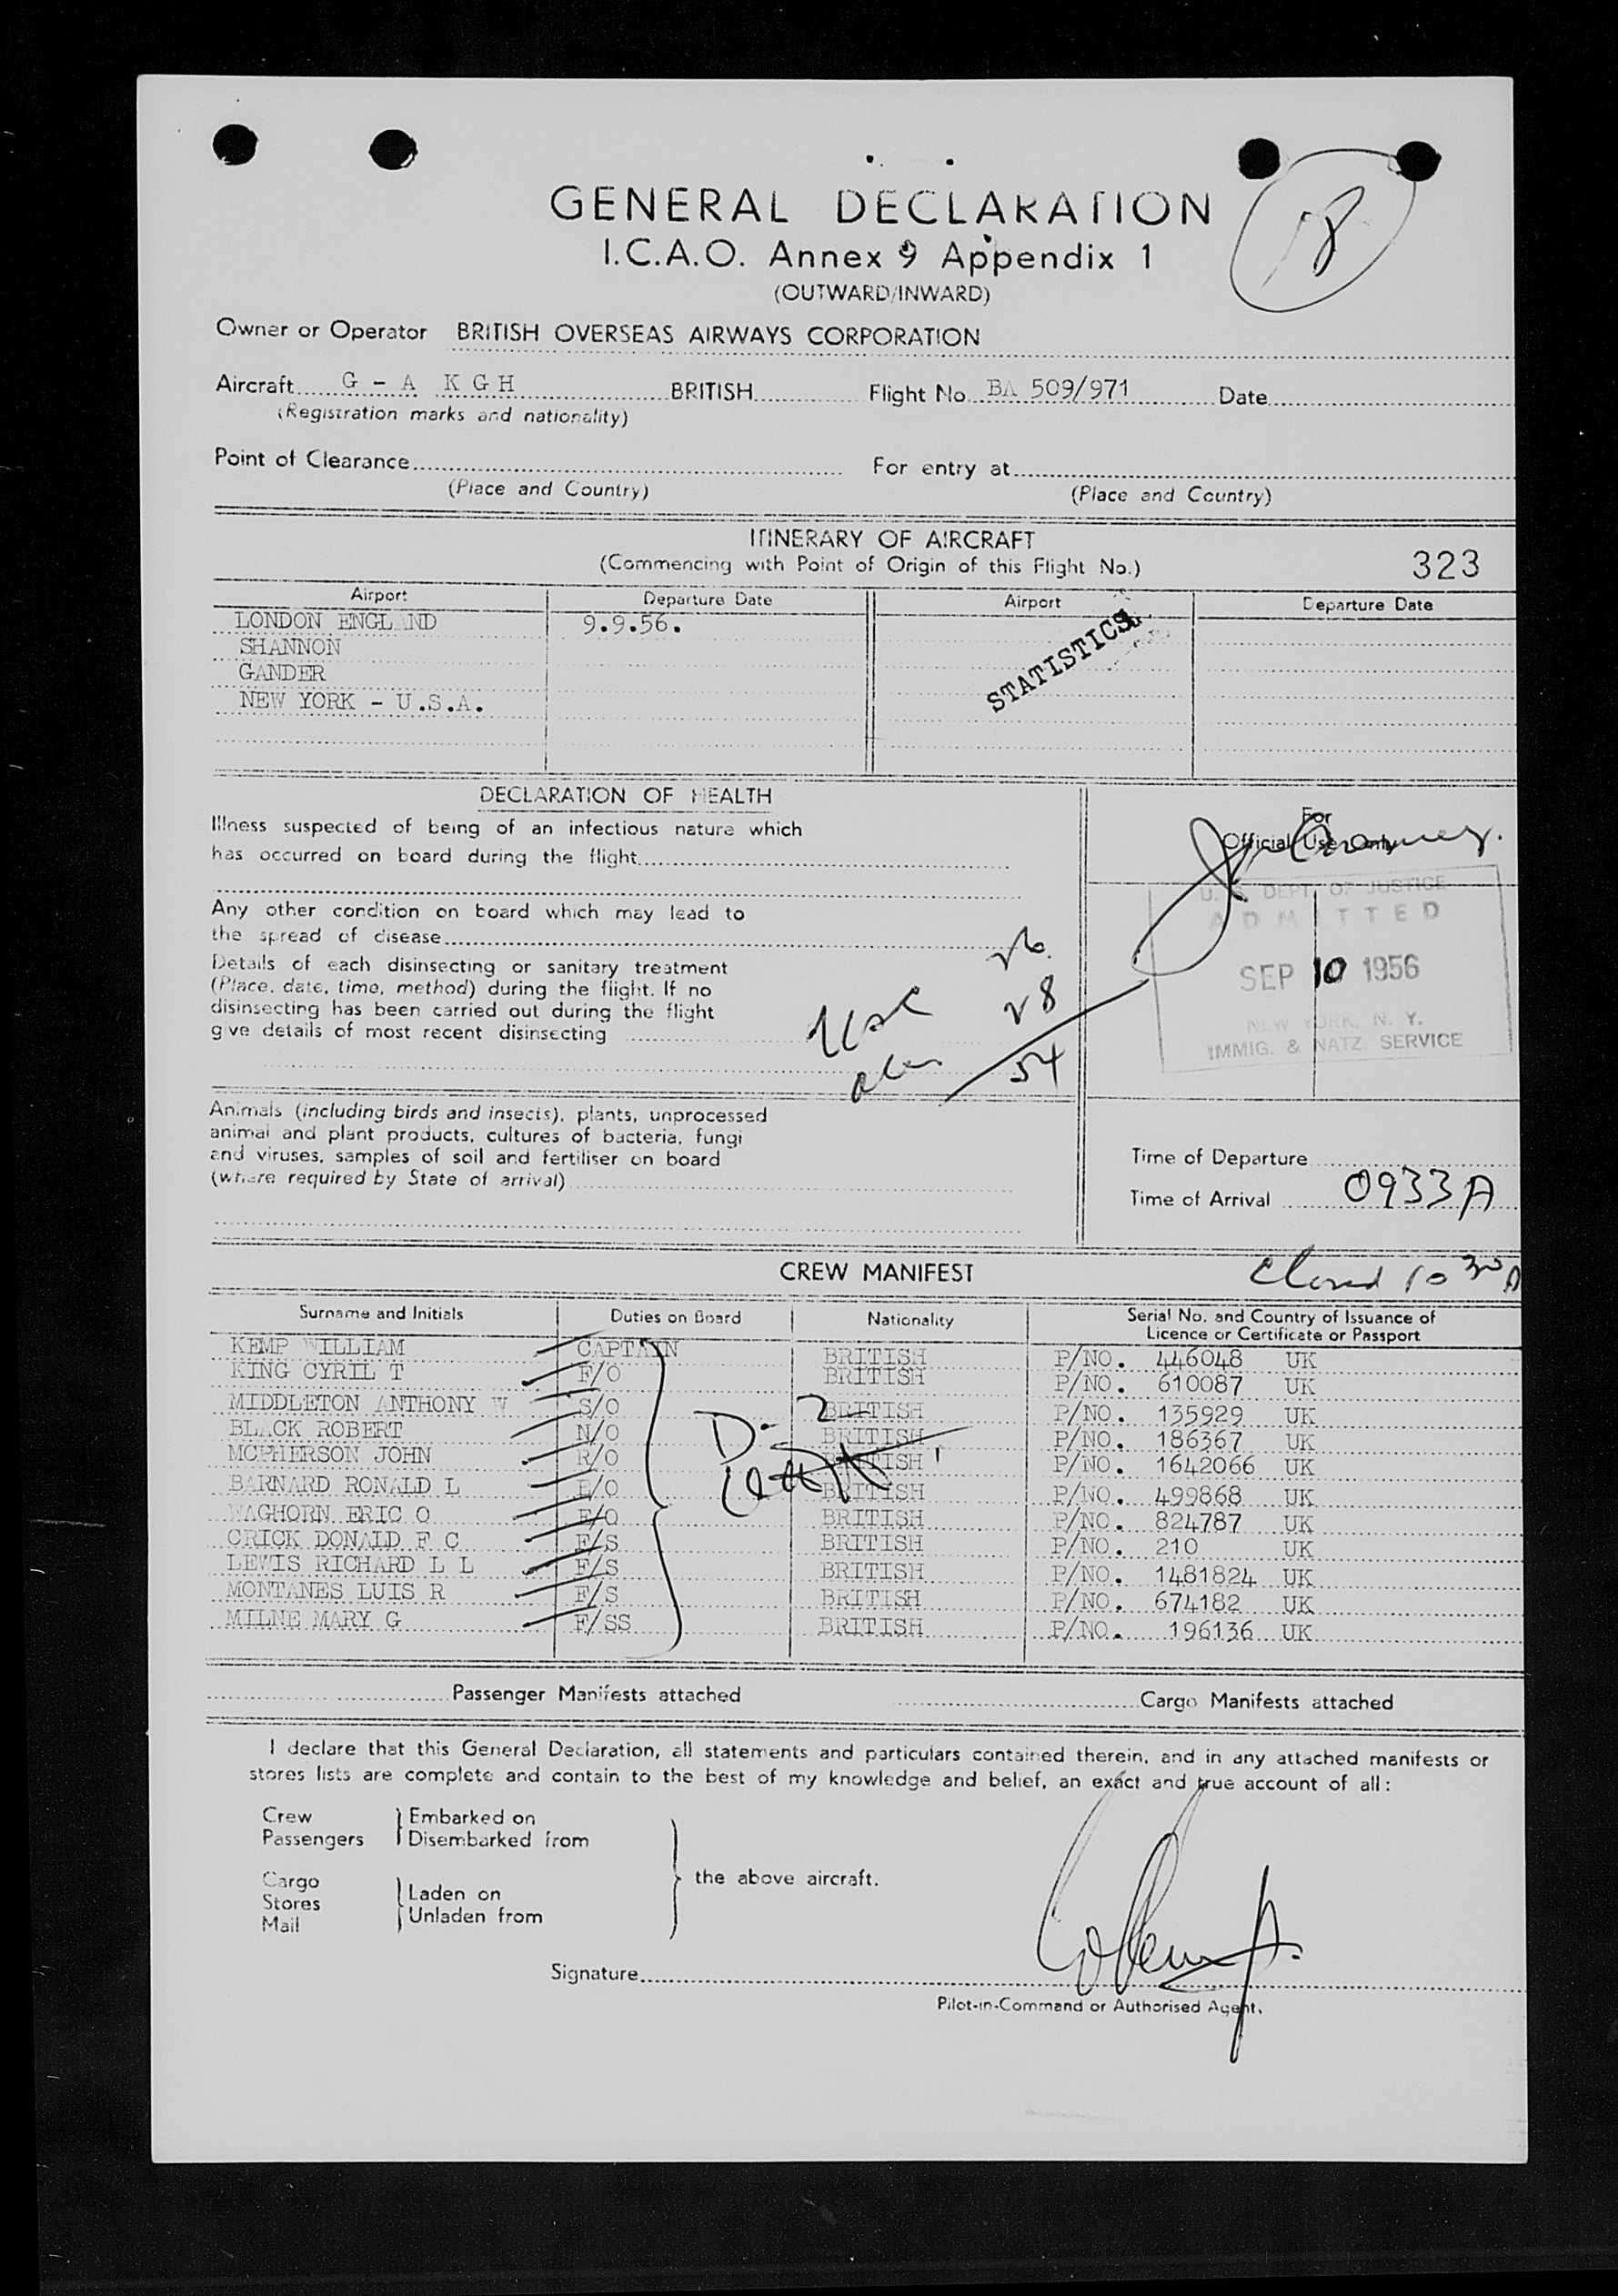 18
GENERAL DECLARATION
I.C.A.O. Annex 9 Appendix 1
(OUTWARD/INWARD)
Owner or Operator BRITISH OVERSEAS AIRWAYS CORPORATION
Aircraft G - A K G H BRITISH Flight No. BA 509/971 Date
(Registration marks and nationality)
Point of Clearance For entry at
(Place and Country) (Place and Country)
ITINERARY OF AIRCRAFT
(Commencing with Point of Origin of this Flight No.) 323
Airport Departure Date Airport Departure Date
LONDON ENGLAND 9.9.56.
SHANNON
GANDER
NEW YORK - U.S.A.
STATISTICS
DECLARATION OF HEALTH
For
Official Use Only
Illness suspected of being of an infectious nature which
has occurred on board during the flight
Any other condition on board which may lead to
the spread of disease
Details of each disinsecting or sanitary treatment
(Place, date, time, method) during the flight. If no
disinsecting has been carried out during the flight
give details of most recent disinsecting
U.S. DEPT. OF JUSTICE
ADMITTED
SEP 10 1956
NEW YORK, N. Y.
IMMIG. & NATZ. SERVICE
26
USC 28
54
Animals (including birds and insects), plants, unprocessed
animal and plant products, cultures of bacteria, fungi
and viruses, samples of soil and fertiliser on board
(where required by State of arrival)
Time of Departure
Time of Arrival 0933A
CREW MANIFEST
Closed 10 30 A
Surname and Initials Duties on Board Nationality Serial No. and Country of Issuance of
Licence or Certificate or Passport
KEMP WILLIAM CAPTAIN BRITISH P/NO. 446048 UK
KING CYRIL T F/O BRITISH P/NO. 610087 UK
MIDDLETON ANTHONY W S/O BRITISH P/NO. 135929 UK
BLACK ROBERT N/O BRITISH P/NO. 186367 UK
MCPHERSON JOHN R/O BRITISH P/NO. 1642066 UK
BARNARD RONALD L E/O BRITISH P/NO. 499868 UK
WAGHORN ERIC O E/O BRITISH P/NO. 824787 UK
CRICK DONALD F C F/S BRITISH P/NO. 210 UK
LEWIS RICHARD L L F/S BRITISH P/NO. 1481824 UK
MONTANES LUIS R F/S BRITISH P/NO. 674182 UK
MILNE MARY G F/SS BRITISH P/NO. 196136 UK
D-2
Passenger Manifests attached Cargo Manifests attached
I declare that this General Declaration, all statements and particulars contained therein, and in any attached manifests or
stores lists are complete and contain to the best of my knowledge and belief, an exact and true account of all:
Crew Embarked on
Passengers Disembarked from
the above aircraft.
Cargo
Stores Laden on
Mail Unladen from
Signature
Pilot-in-Command or Authorised Agent.